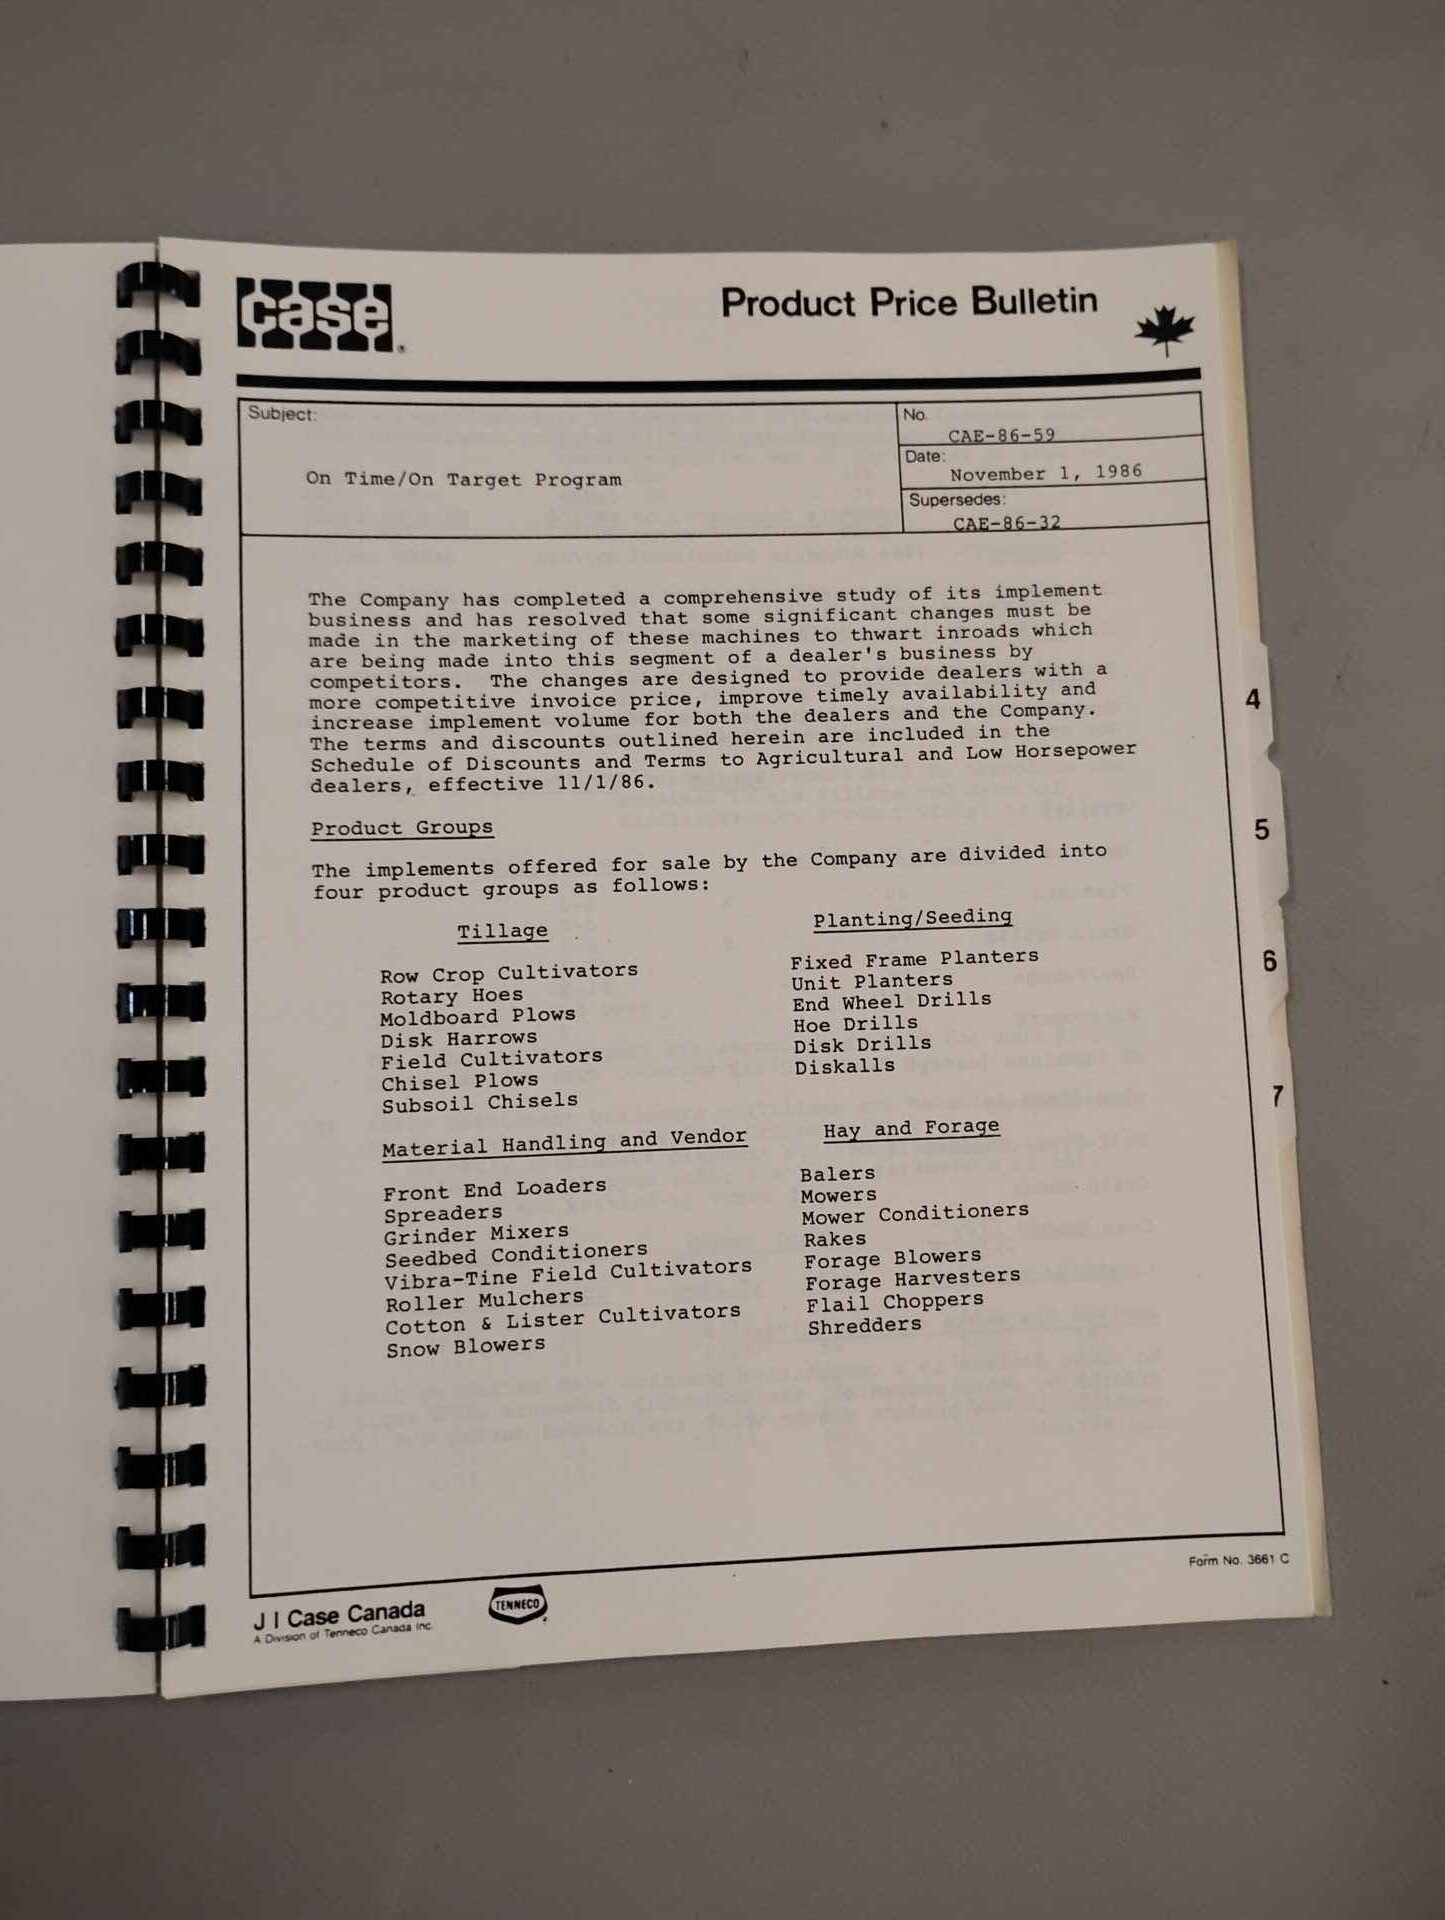 case
Product Price Bulletin
Subject:
On Time/On Target Program
No.
CAE-86-59
Date:
November 1, 1986
Supersedes:
CAE-86-32
The Company has completed a comprehensive study of its implement
business and has resolved that some significant changes must be
made in the marketing of these machines to thwart inroads which
are being made into this segment of a dealer's business by
competitors. The changes are designed to provide dealers with a
more competitive invoice price, improve timely availability and
increase implement volume for both the dealers and the Company.
The terms and discounts outlined herein are included in the
Schedule of Discounts and Terms to Agricultural and Low Horsepower
dealers, effective 11/1/86.
Product Groups
The implements offered for sale by the Company are divided into
four product groups as follows:
Tillage
Row Crop Cultivators
Rotary Hoes
Moldboard Plows
Disk Harrows
Field Cultivators
Chisel Plows
Subsoil Chisels
Planting/Seeding
Fixed Frame Planters
Unit Planters
End Wheel Drills
Hoe Drills
Disk Drills
Diskalls
Material Handling and Vendor
Front End Loaders
Spreaders
Grinder Mixers
Seedbed Conditioners
Vibra-Tine Field Cultivators
Roller Mulchers
Cotton & Lister Cultivators
Snow Blowers
Hay and Forage
Balers
Mowers
Mower Conditioners
Rakes
Forage Blowers
Forage Harvesters
Flail Choppers
Shredders
4
5
6
7
Form No. 3661 C
J I Case Canada
A Division of Tenneco Canada Inc.
TENNECO